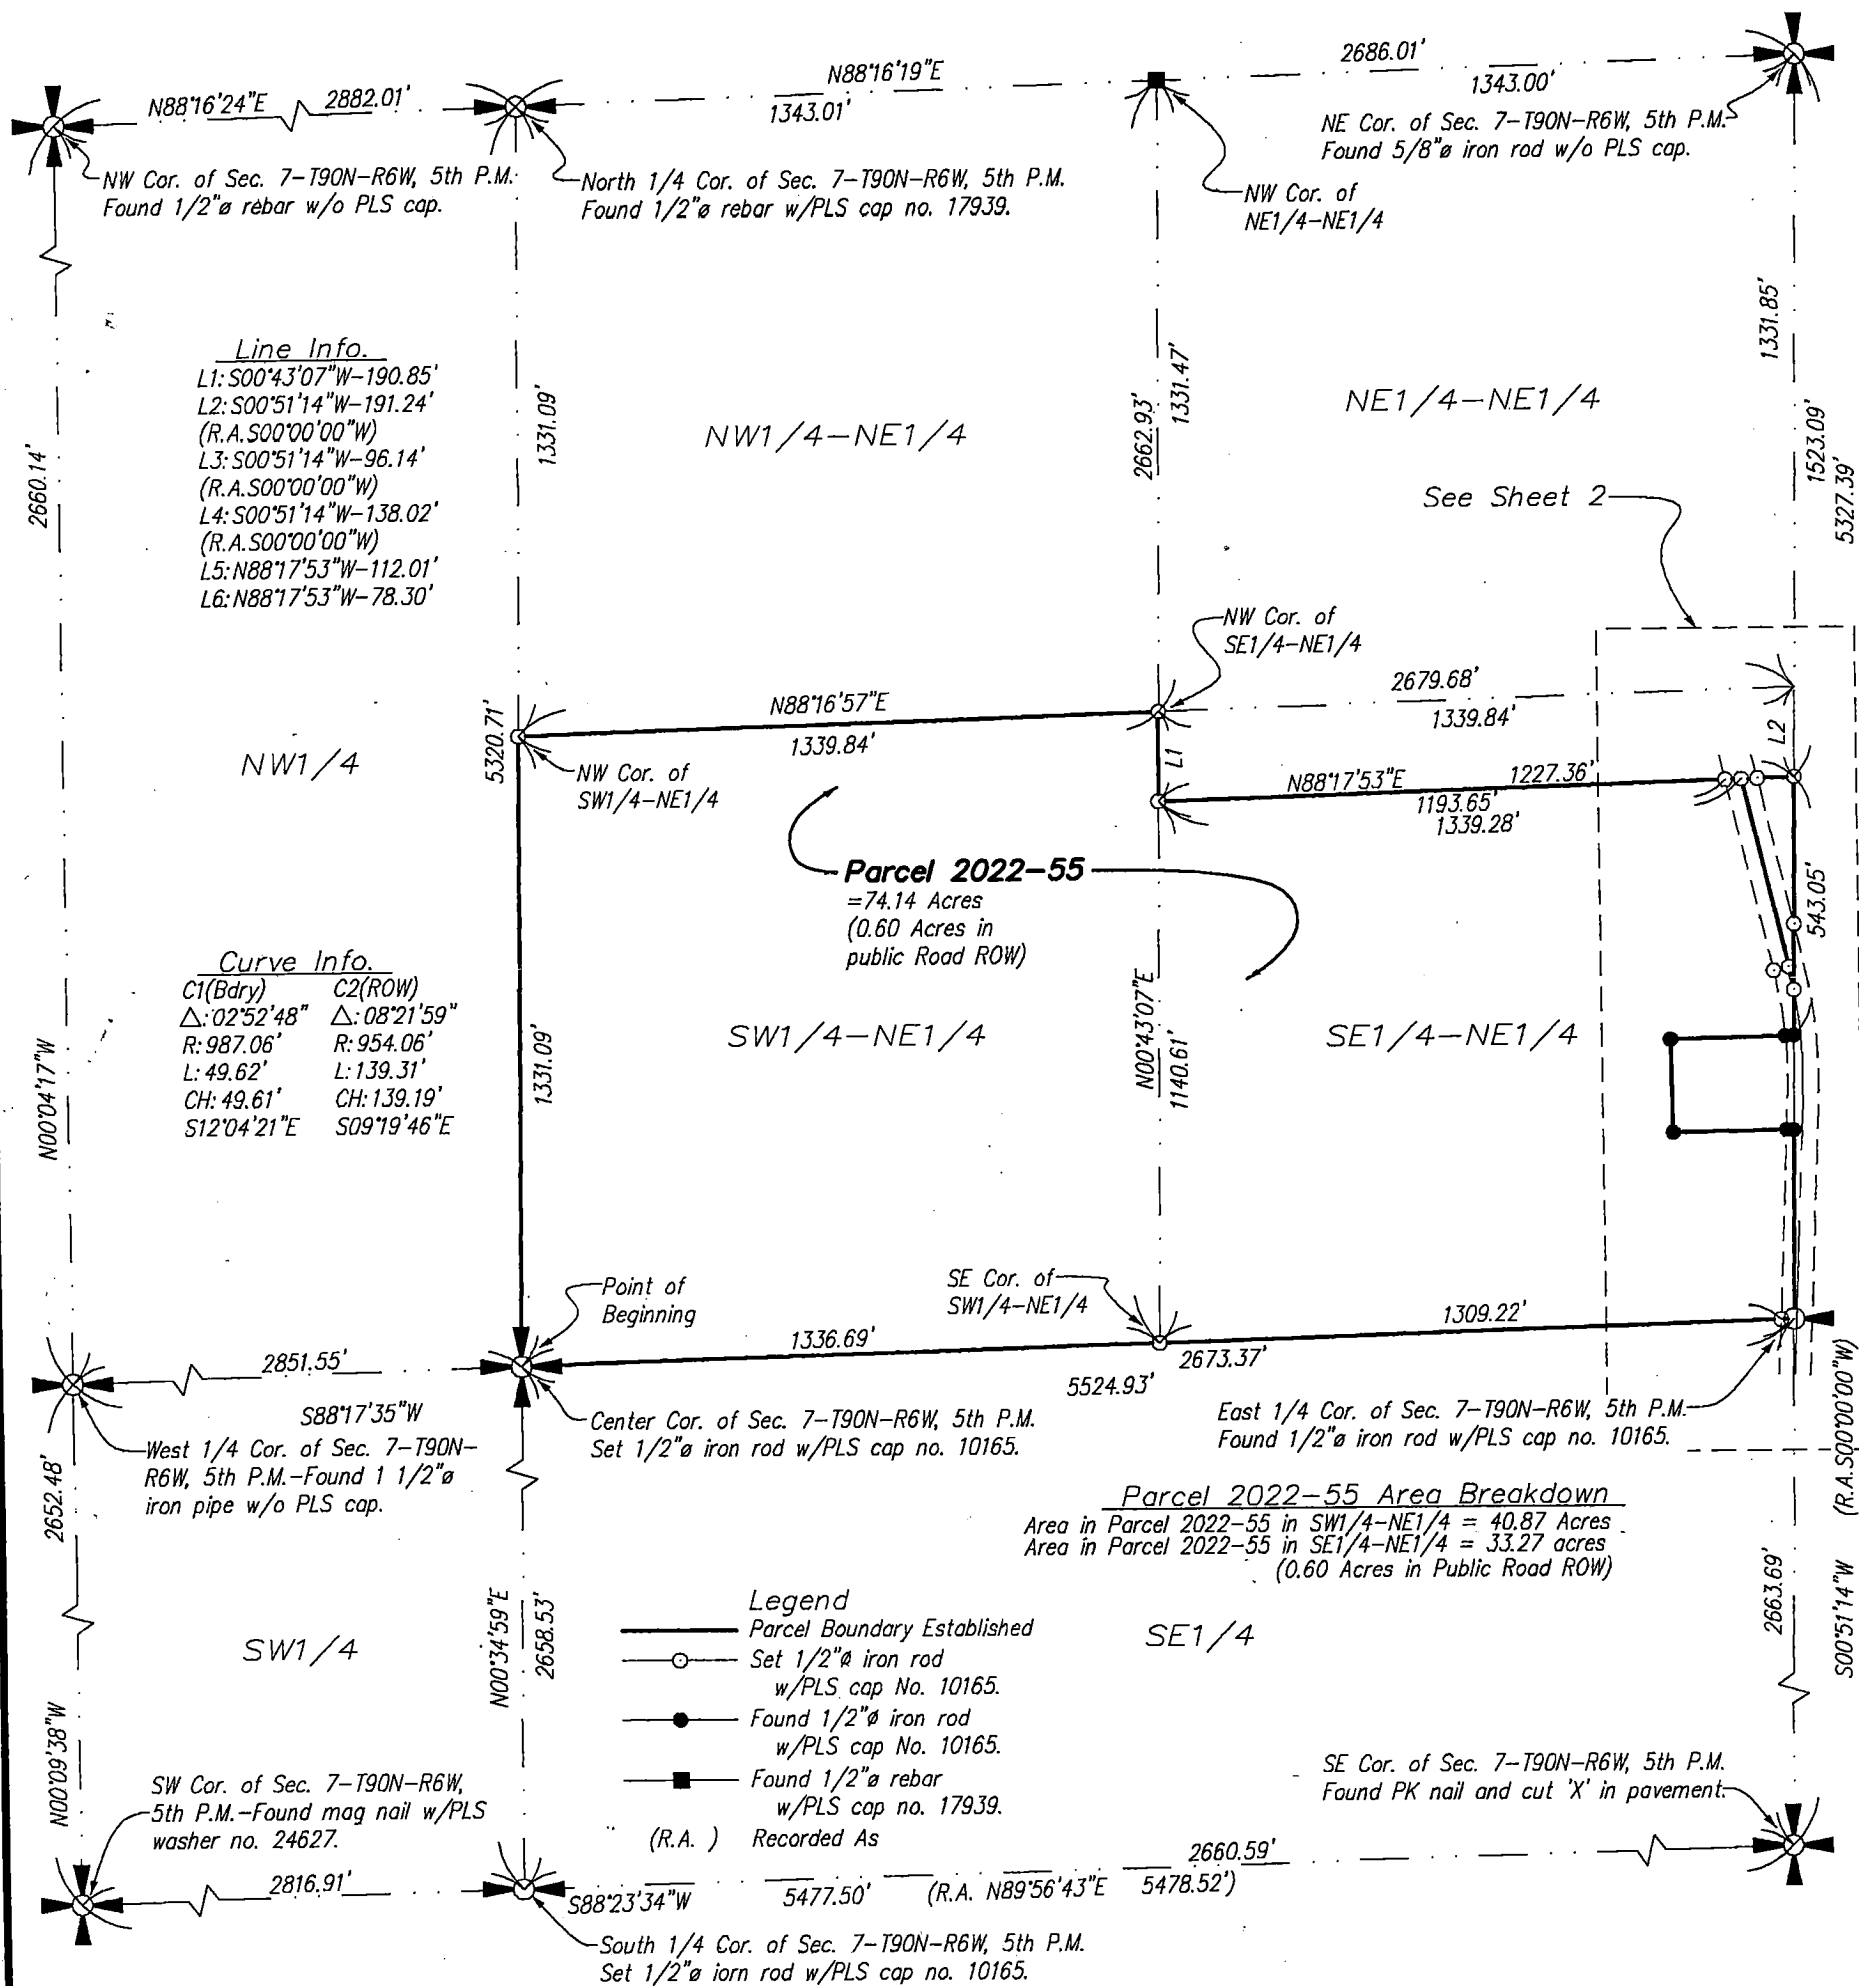 N88°16'24"E
2882.01'
N88°16'19"E
1343.01'
2686.01'
1343.00'
NW Cor. of Sec. 7-T90N-R6W, 5th P.M.
Found 1/2"ø rebar w/o PLS cap.
North 1/4 Cor. of Sec. 7-T90N-R6W, 5th P.M.
Found 1/2"ø rebar w/PLS cap no. 17939.
NW Cor. of
NE1/4-NE1/4
NE Cor. of Sec. 7-T90N-R6W, 5th P.M.
Found 5/8"ø iron rod w/o PLS cap.
Line Info.
L1: S00°43'07"W-190.85'
L2: S00°51'14"W-191.24'
(R.A.S00°00'00"W)
L3: S00°51'14"W-96.14'
(R.A.S00°00'00"W)
L4: S00°51'14"W-138.02'
(R.A.S00°00'00"W)
L5: N88°17'53"W-112.01'
L6: N88°17'53"W-78.30'
2660.14'
1331.09'
NW1/4-NE1/4
2662.93'
1331.47'
NE1/4-NE1/4
1331.85'
1523.09'
5327.39'
See Sheet 2
NW Cor. of
SE1/4-NE1/4
N88°16'57"E
1339.84'
2679.68'
1339.84'
L2
L1
NW1/4
5320.71'
NW Cor. of
SW1/4-NE1/4
N88°17'53"E
1227.36'
1193.65'
1339.28'
Parcel 2022-55
=74.14 Acres
(0.60 Acres in
public Road ROW)
543.05'
Curve Info.
C1(Bdry) C2(ROW)
△: 02°52'48" △: 08°21'59"
R: 987.06' R: 954.06'
L: 49.62' L: 139.31'
CH: 49.61' CH: 139.19'
S12°04'21"E S09°19'46"E
N00°04'17"W
1331.09'
SW1/4-NE1/4
N00°43'07"E
1140.61'
SE1/4-NE1/4
Point of
Beginning
SE Cor. of
SW1/4-NE1/4
1336.69'
1309.22'
2673.37'
5524.93'
2851.55'
S88°17'35"W
West 1/4 Cor. of Sec. 7-T90N-
R6W, 5th P.M.-Found 1 1/2"ø
iron pipe w/o PLS cap.
Center Cor. of Sec. 7-T90N-R6W, 5th P.M.
Set 1/2"ø iron rod w/PLS cap no. 10165.
East 1/4 Cor. of Sec. 7-T90N-R6W, 5th P.M.
Found 1/2"ø iron rod w/PLS cap no. 10165.
(R.A.S00°00'00"W)
2652.48'
Parcel 2022-55 Area Breakdown
Area in Parcel 2022-55 in SW1/4-NE1/4 = 40.87 Acres
Area in Parcel 2022-55 in SE1/4-NE1/4 = 33.27 acres
(0.60 Acres in Public Road ROW)
2663.69'
S00°51'14"W
SW1/4
N00°34'59"E
2658.53'
SE1/4
Legend
Parcel Boundary Established
Set 1/2"ø iron rod
w/PLS cap No. 10165.
Found 1/2"ø iron rod
w/PLS cap No. 10165.
Found 1/2"ø rebar
w/PLS cap no. 17939.
(R.A. ) Recorded As
N00°09'38"W
SW Cor. of Sec. 7-T90N-R6W,
5th P.M.-Found mag nail w/PLS
washer no. 24627.
SE Cor. of Sec. 7-T90N-R6W, 5th P.M.
Found PK nail and cut 'X' in pavement.
2816.91'
S88°23'34"W
5477.50'
(R.A. N89°56'43"E 5478.52')
2660.59'
South 1/4 Cor. of Sec. 7-T90N-R6W, 5th P.M.
Set 1/2"ø iorn rod w/PLS cap no. 10165.